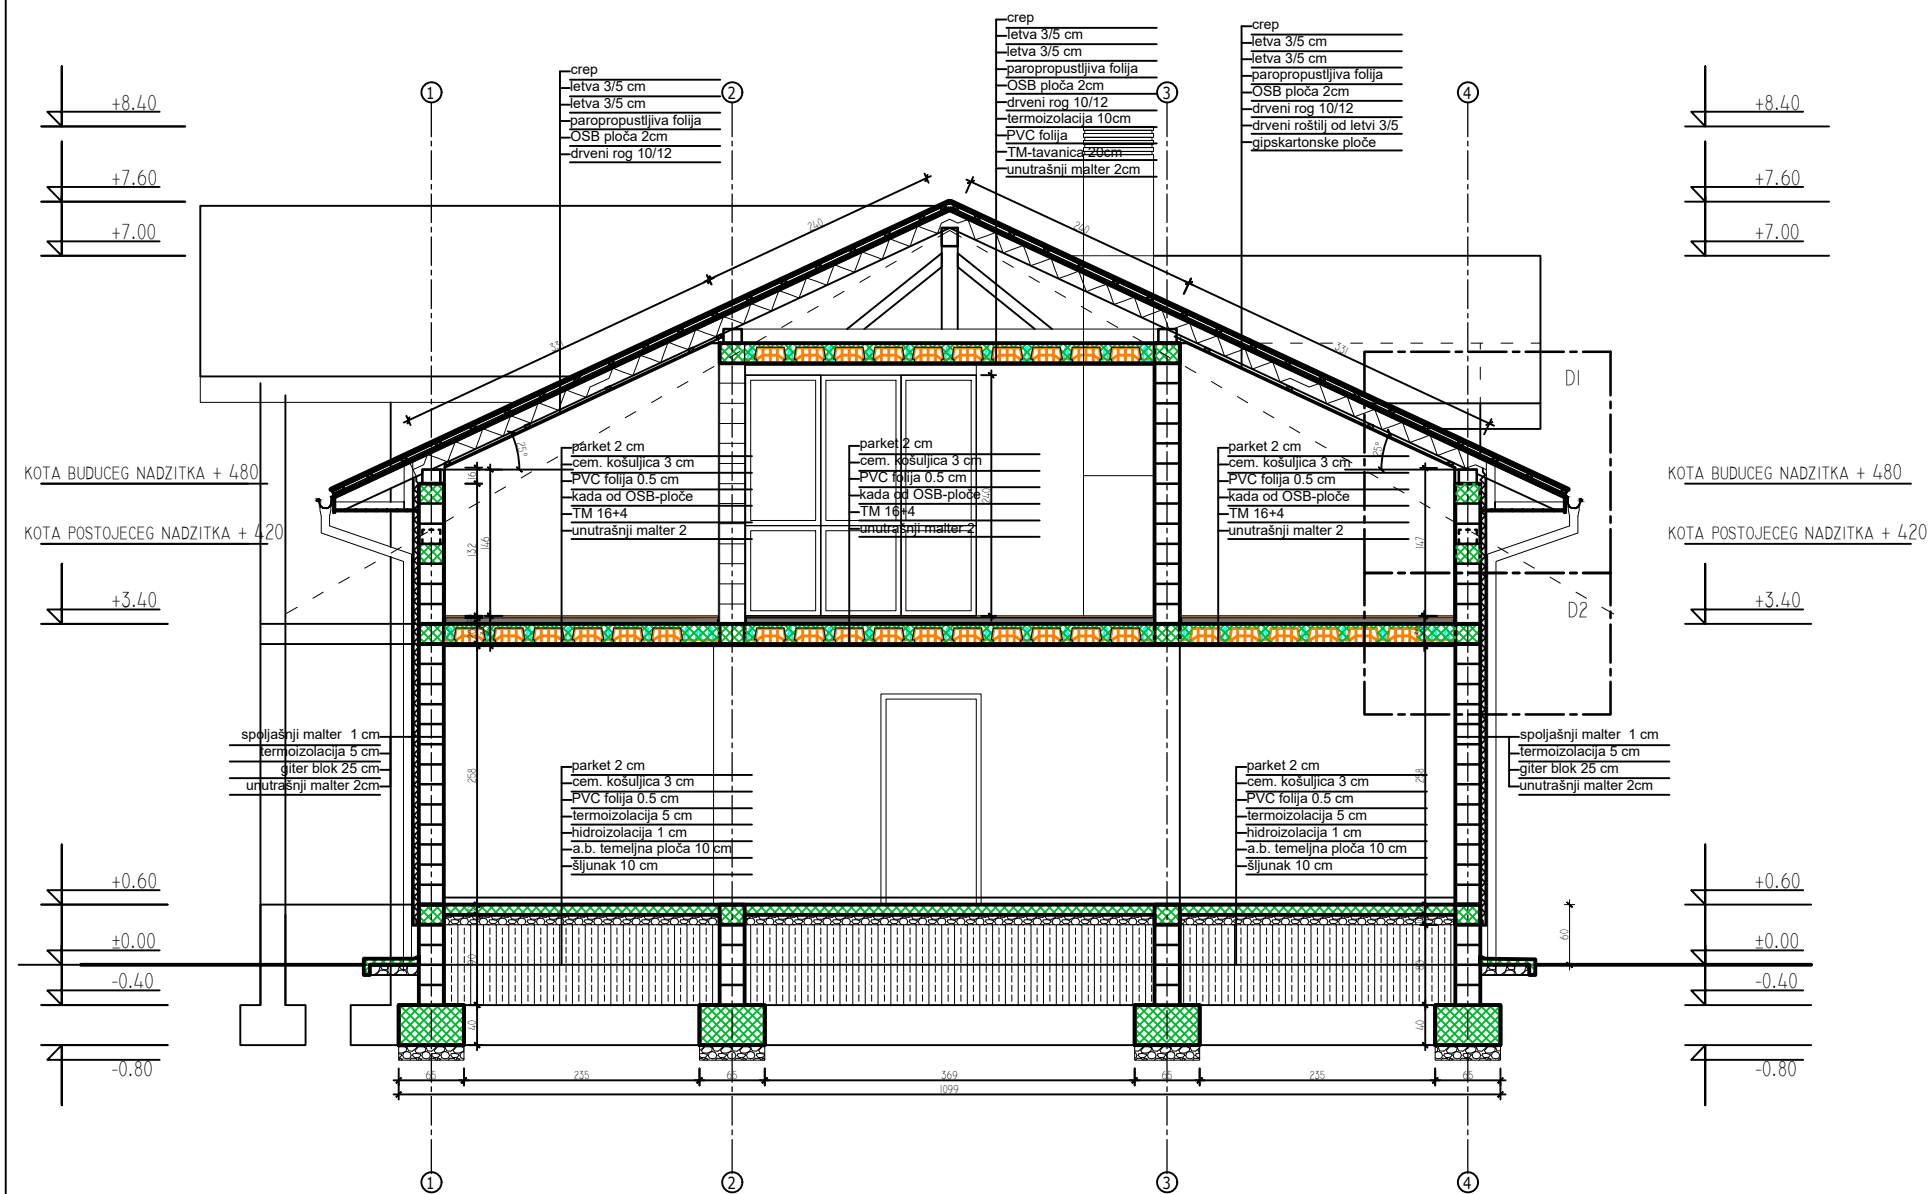 crep
letva 3/5 cm
letva 3/5 cm
paropropustljiva folija
OSB ploča 2cm
drveni rog 10/12
crep
letva 3/5 cm
letva 3/5 cm
paropropustljiva folija
OSB ploča 2cm
drveni rog 10/12
termoizolacija 10cm
PVC folija
TM-tavanica 20cm
unutrašnji malter 2cm
crep
letva 3/5 cm
letva 3/5 cm
paropropustljiva folija
OSB ploča 2cm
drveni rog 10/12
drveni roštilj od letvi 3/5
gipskartonske ploče
1
2
3
4
+8.40
+7.60
+7.00
+8.40
+7.60
+7.00
240
240
331
331
25°
25°
D1
D2
KOTA BUDUCEG NADZITKA + 480
KOTA POSTOJECEG NADZITKA + 420
+3.40
KOTA BUDUCEG NADZITKA + 480
KOTA POSTOJECEG NADZITKA + 420
+3.40
parket 2 cm
cem. košuljica 3 cm
PVC folija 0.5 cm
kada od OSB-ploče
TM 16+4
unutrašnji malter 2
parket 2 cm
cem. košuljica 3 cm
PVC folija 0.5 cm
kada od OSB-ploče
TM 16+4
unutrašnji malter 2
parket 2 cm
cem. košuljica 3 cm
PVC folija 0.5 cm
kada od OSB-ploče
TM 16+4
unutrašnji malter 2
16
132
146
240
147
spoljašnji malter 1 cm
termoizolacija 5 cm
giter blok 25 cm
unutrašnji malter 2cm
258
parket 2 cm
cem. košuljica 3 cm
PVC folija 0.5 cm
termoizolacija 5 cm
hidroizolacija 1 cm
a.b. temeljna ploča 10 cm
šljunak 10 cm
parket 2 cm
cem. košuljica 3 cm
PVC folija 0.5 cm
termoizolacija 5 cm
hidroizolacija 1 cm
a.b. temeljna ploča 10 cm
šljunak 10 cm
258
spoljašnji malter 1 cm
termoizolacija 5 cm
giter blok 25 cm
unutrašnji malter 2cm
+0.60
±0.00
-0.40
-0.80
90
40
40
60
+0.60
±0.00
-0.40
-0.80
65
235
65
369
65
235
65
1099
1
2
3
4